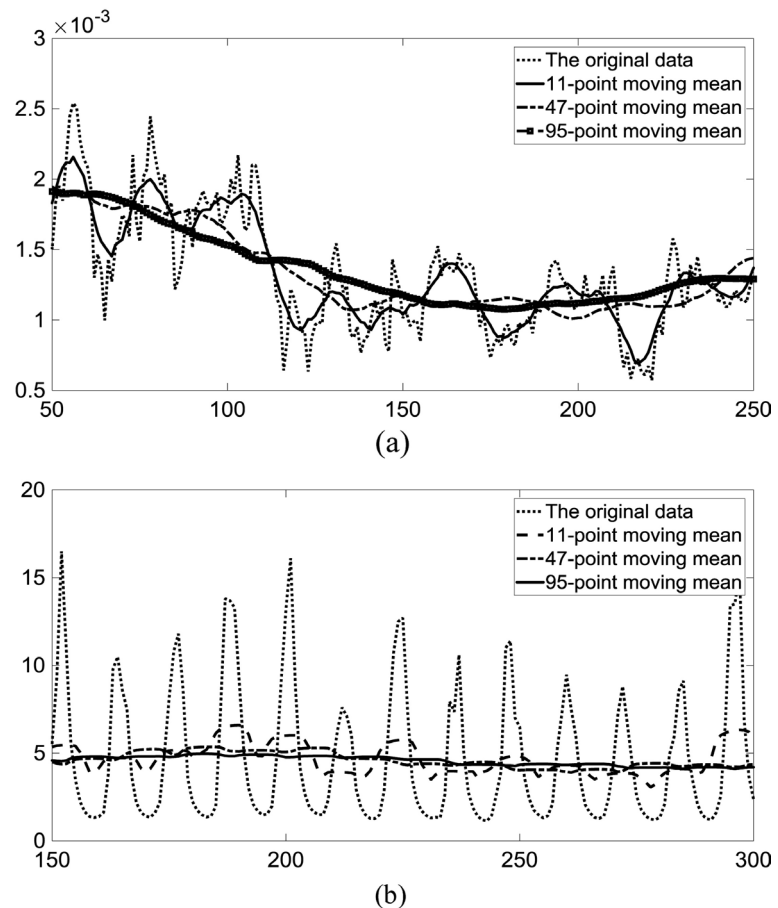 ×10⁻³
3
The original data
11-point moving mean
47-point moving mean
95-point moving mean
2.5
2
1.5
1
0.5
50 100 150 200 250
(a)
20
The original data
11-point moving mean
47-point moving mean
95-point moving mean
15
10
5
0
150 200 250 300
(b)